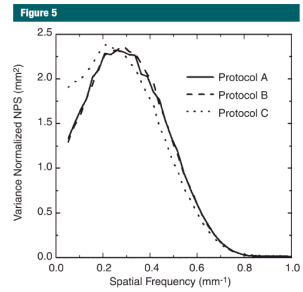 Figure 5
2.5
2.0
1.5
1.0
0.5
0.0
Variance Normalized NPS (mm²)
Protocol A
Protocol B
Protocol C
0.0 0.2 0.4 0.6 0.8 1.0
Spatial Frequency (mm⁻¹)